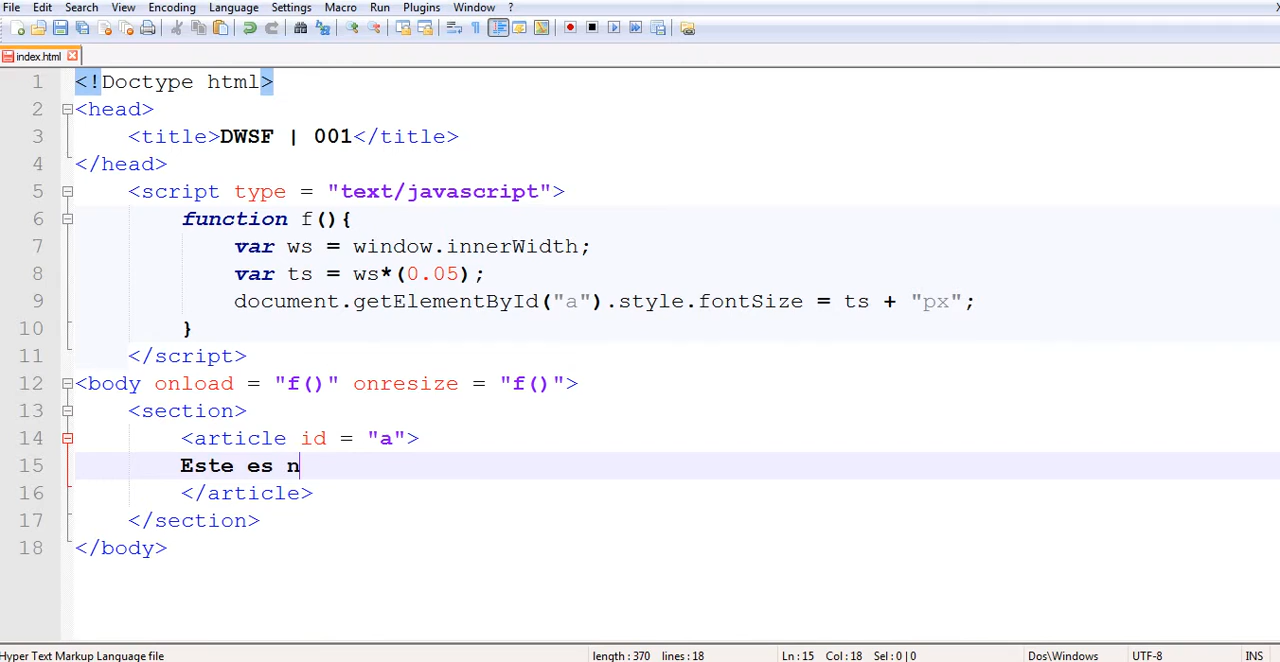 File Edit Search View Encoding Language Settings Macro Run Plugins Window ?
index.html
1 <!Doctype html>
2 <head>
3 <title>DWSF | 001</title>
4 </head>
5 <script type = "text/javascript">
6 function f(){
7 var ws = window.innerWidth;
8 var ts = ws*(0.05);
9 document.getElementById("a").style.fontSize = ts + "px";
10 }
11 </script>
12 <body onload = "f()" onresize = "f()">
13 <section>
14 <article id = "a">
15 Este es n
16 </article>
17 </section>
18 </body>
Hyper Text Markup Language file length : 370 lines : 18 Ln : 15 Col : 18 Sel : 0 | 0 Dos\Windows UTF-8 INS